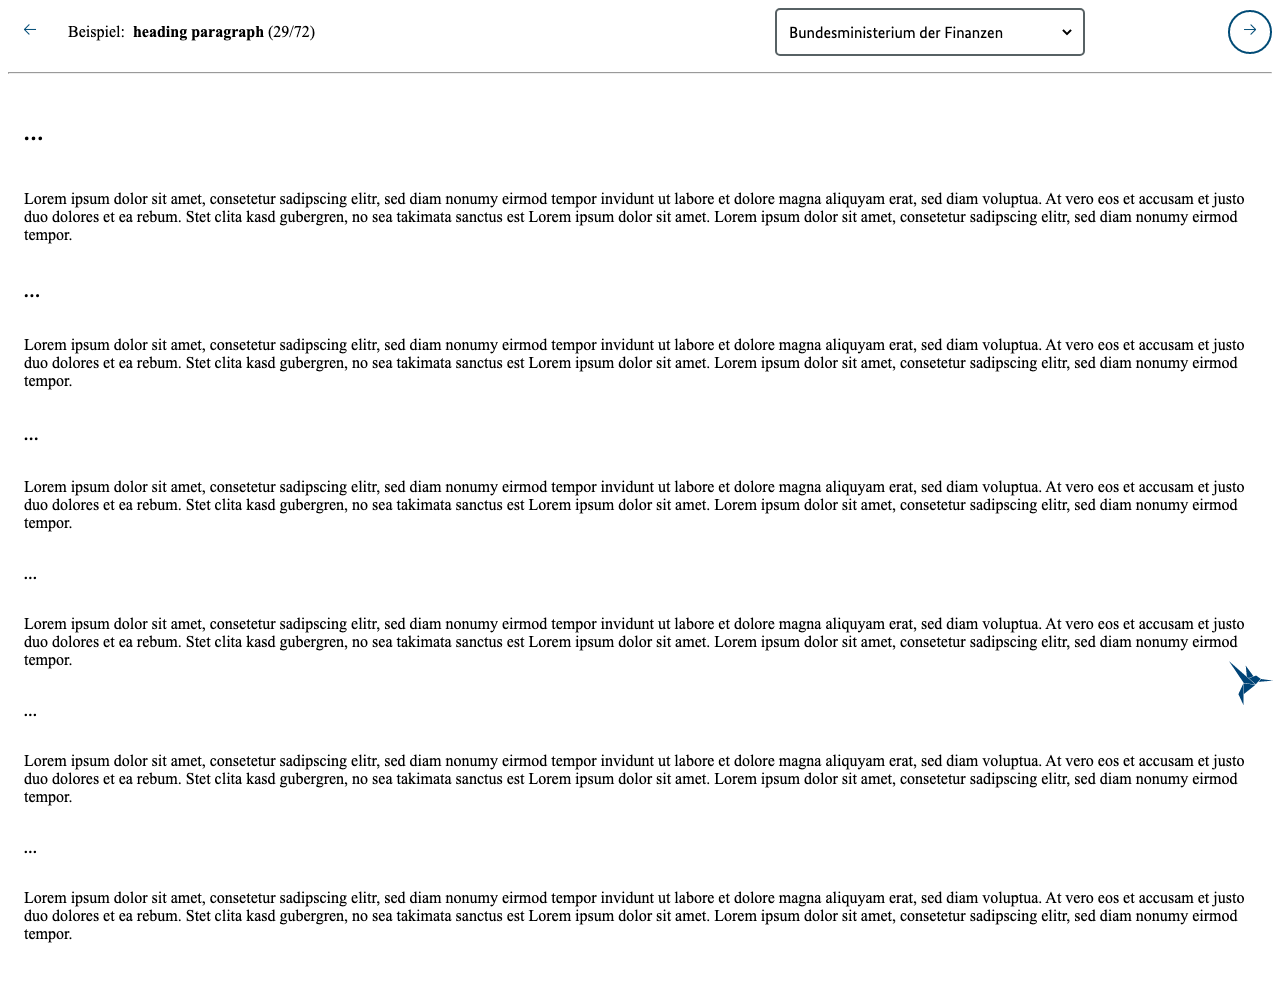 Beispiel: heading paragraph (29/72)
Bundesministerium der Finanzen
...
Lorem ipsum dolor sit amet, consetetur sadipscing elitr, sed diam nonumy eirmod tempor invidunt ut labore et dolore magna aliquyam erat, sed diam voluptua. At vero eos et accusam et justo
duo dolores et ea rebum. Stet clita kasd gubergren, no sea takimata sanctus est Lorem ipsum dolor sit amet. Lorem ipsum dolor sit amet, consetetur sadipscing elitr, sed diam nonumy eirmod
tempor.
...
Lorem ipsum dolor sit amet, consetetur sadipscing elitr, sed diam nonumy eirmod tempor invidunt ut labore et dolore magna aliquyam erat, sed diam voluptua. At vero eos et accusam et justo
duo dolores et ea rebum. Stet clita kasd gubergren, no sea takimata sanctus est Lorem ipsum dolor sit amet. Lorem ipsum dolor sit amet, consetetur sadipscing elitr, sed diam nonumy eirmod
tempor.
...
Lorem ipsum dolor sit amet, consetetur sadipscing elitr, sed diam nonumy eirmod tempor invidunt ut labore et dolore magna aliquyam erat, sed diam voluptua. At vero eos et accusam et justo
duo dolores et ea rebum. Stet clita kasd gubergren, no sea takimata sanctus est Lorem ipsum dolor sit amet. Lorem ipsum dolor sit amet, consetetur sadipscing elitr, sed diam nonumy eirmod
tempor.
...
Lorem ipsum dolor sit amet, consetetur sadipscing elitr, sed diam nonumy eirmod tempor invidunt ut labore et dolore magna aliquyam erat, sed diam voluptua. At vero eos et accusam et justo
duo dolores et ea rebum. Stet clita kasd gubergren, no sea takimata sanctus est Lorem ipsum dolor sit amet. Lorem ipsum dolor sit amet, consetetur sadipscing elitr, sed diam nonumy eirmod
tempor.
...
Lorem ipsum dolor sit amet, consetetur sadipscing elitr, sed diam nonumy eirmod tempor invidunt ut labore et dolore magna aliquyam erat, sed diam voluptua. At vero eos et accusam et justo
duo dolores et ea rebum. Stet clita kasd gubergren, no sea takimata sanctus est Lorem ipsum dolor sit amet. Lorem ipsum dolor sit amet, consetetur sadipscing elitr, sed diam nonumy eirmod
tempor.
...
Lorem ipsum dolor sit amet, consetetur sadipscing elitr, sed diam nonumy eirmod tempor invidunt ut labore et dolore magna aliquyam erat, sed diam voluptua. At vero eos et accusam et justo
duo dolores et ea rebum. Stet clita kasd gubergren, no sea takimata sanctus est Lorem ipsum dolor sit amet. Lorem ipsum dolor sit amet, consetetur sadipscing elitr, sed diam nonumy eirmod
tempor.